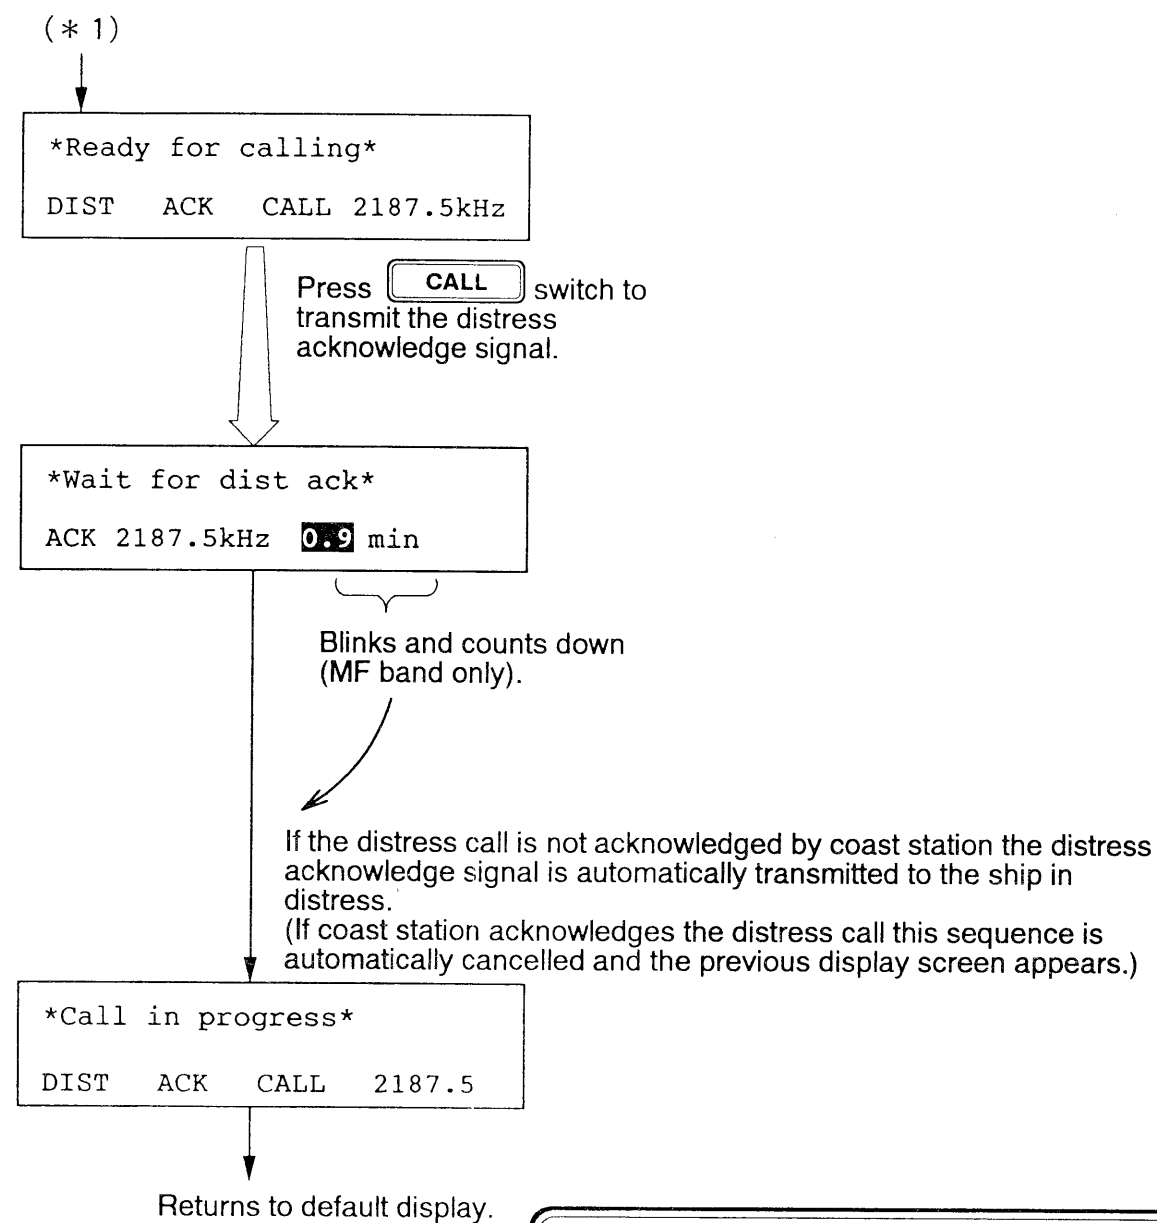 (* 1)
*Ready for calling*
DIST ACK CALL 2187.5kHz
Press CALL switch to
transmit the distress
acknowledge signal.
*Wait for dist ack*
ACK 2187.5kHz 0.9 min
Blinks and counts down
(MF band only).
If the distress call is not acknowledged by coast station the distress
acknowledge signal is automatically transmitted to the ship in
distress.
(If coast station acknowledges the distress call this sequence is
automatically cancelled and the previous display screen appears.)
*Call in progress*
DIST ACK CALL 2187.5
Returns to default display.